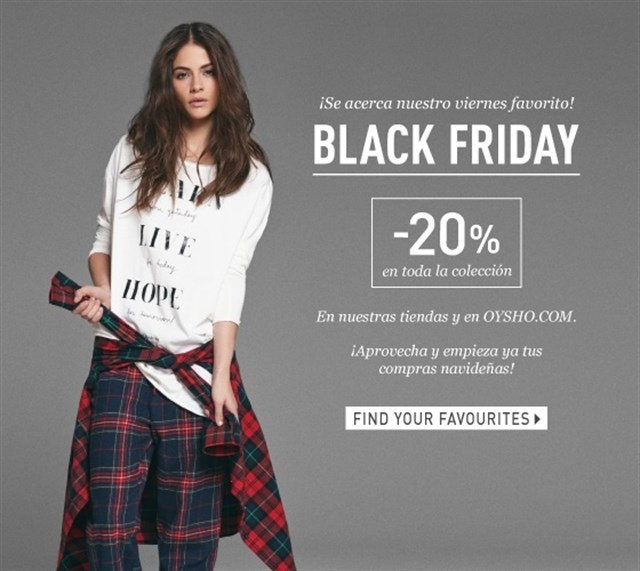 ¡Se acerca nuestro viernes favorito!
BLACK FRIDAY
-20%
en toda la colección
En nuestras tiendas y en OYSHO.COM.
¡Aprovecha y empieza ya tus
compras navideñas!
FIND YOUR FAVOURITES
LIVE
HOPE